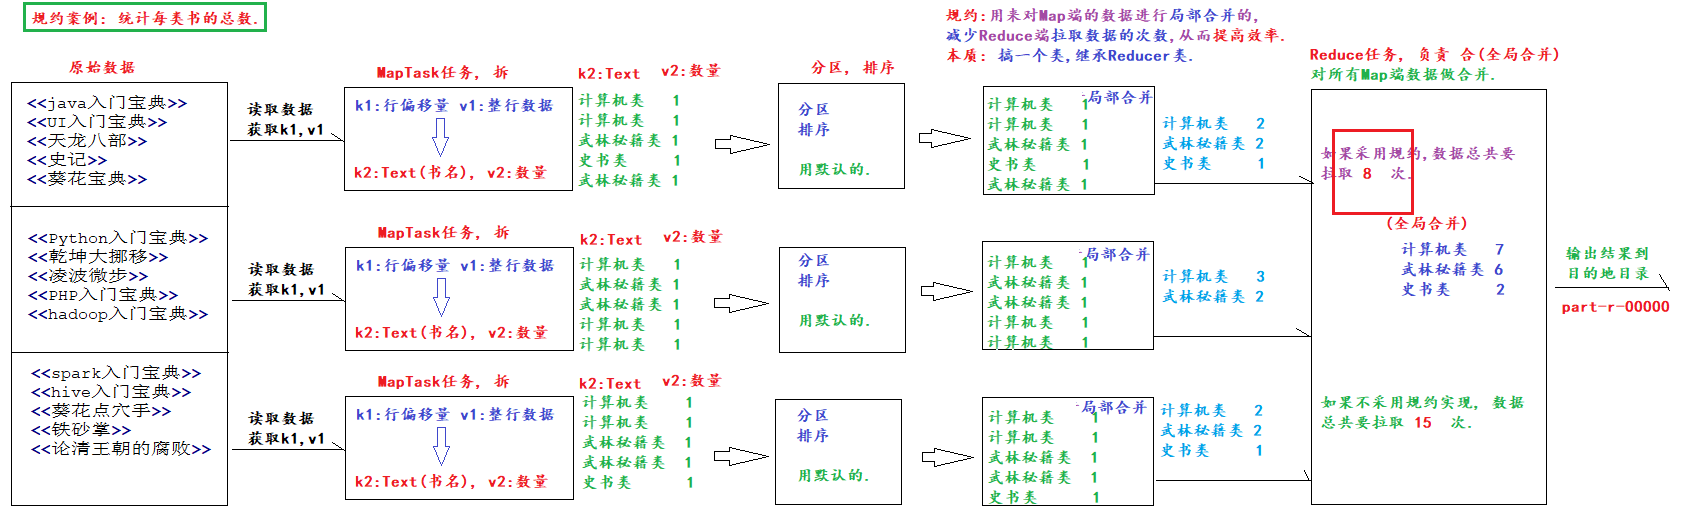 规约案例: 统计每类书的总数.
规约:用来对Map端的数据进行局部合并的,
减少Reduce端拉取数据的次数,从而提高效率.
本质: 搞一个类,继承Reducer类.
原始数据
<<java入门宝典>>
<<UI入门宝典>>
<<天龙八部>>
<<史记>>
<<葵花宝典>>
读取数据
获取k1,v1
MapTask任务, 拆
k1:行偏移量 v1:整行数据
k2:Text(书名), v2:数量
k2:Text v2:数量
计算机类 1
计算机类 1
武林秘籍类 1
史书类 1
武林秘籍类 1
分区, 排序
分区
排序
用默认的.
局部合并
计算机类 1
计算机类 1
武林秘籍类 1
史书类 1
武林秘籍类 1
计算机类 2
武林秘籍类 2
史书类 1
<<Python入门宝典>>
<<乾坤大挪移>>
<<凌波微步>>
<<PHP入门宝典>>
<<hadoop入门宝典>>
读取数据
获取k1,v1
MapTask任务, 拆
k1:行偏移量 v1:整行数据
k2:Text(书名), v2:数量
k2:Text v2:数量
计算机类 1
武林秘籍类 1
武林秘籍类 1
计算机类 1
计算机类 1
分区
排序
用默认的.
局部合并
计算机类 1
武林秘籍类 1
武林秘籍类 1
计算机类 1
计算机类 1
计算机类 3
武林秘籍类 2
<<spark入门宝典>>
<<hive入门宝典>>
<<葵花点穴手>>
<<铁砂掌>>
<<论清王朝的腐败>>
读取数据
获取k1,v1
MapTask任务, 拆
k1:行偏移量 v1:整行数据
k2:Text(书名), v2:数量
k2:Text v2:数量
计算机类 1
计算机类 1
武林秘籍类 1
武林秘籍类 1
史书类 1
分区
排序
用默认的.
局部合并
计算机类 1
计算机类 1
武林秘籍类 1
武林秘籍类 1
史书类 1
计算机类 2
武林秘籍类 2
史书类 1
Reduce任务, 负责 合(全局合并)
对所有Map端数据做合并.
如果采用规约,数据总共要
拉取 8 次.
(全局合并)
计算机类 7
武林秘籍类 6
史书类 2
如果不采用规约实现, 数据
总共要拉取 15 次.
输出结果到
目的地目录
part-r-00000